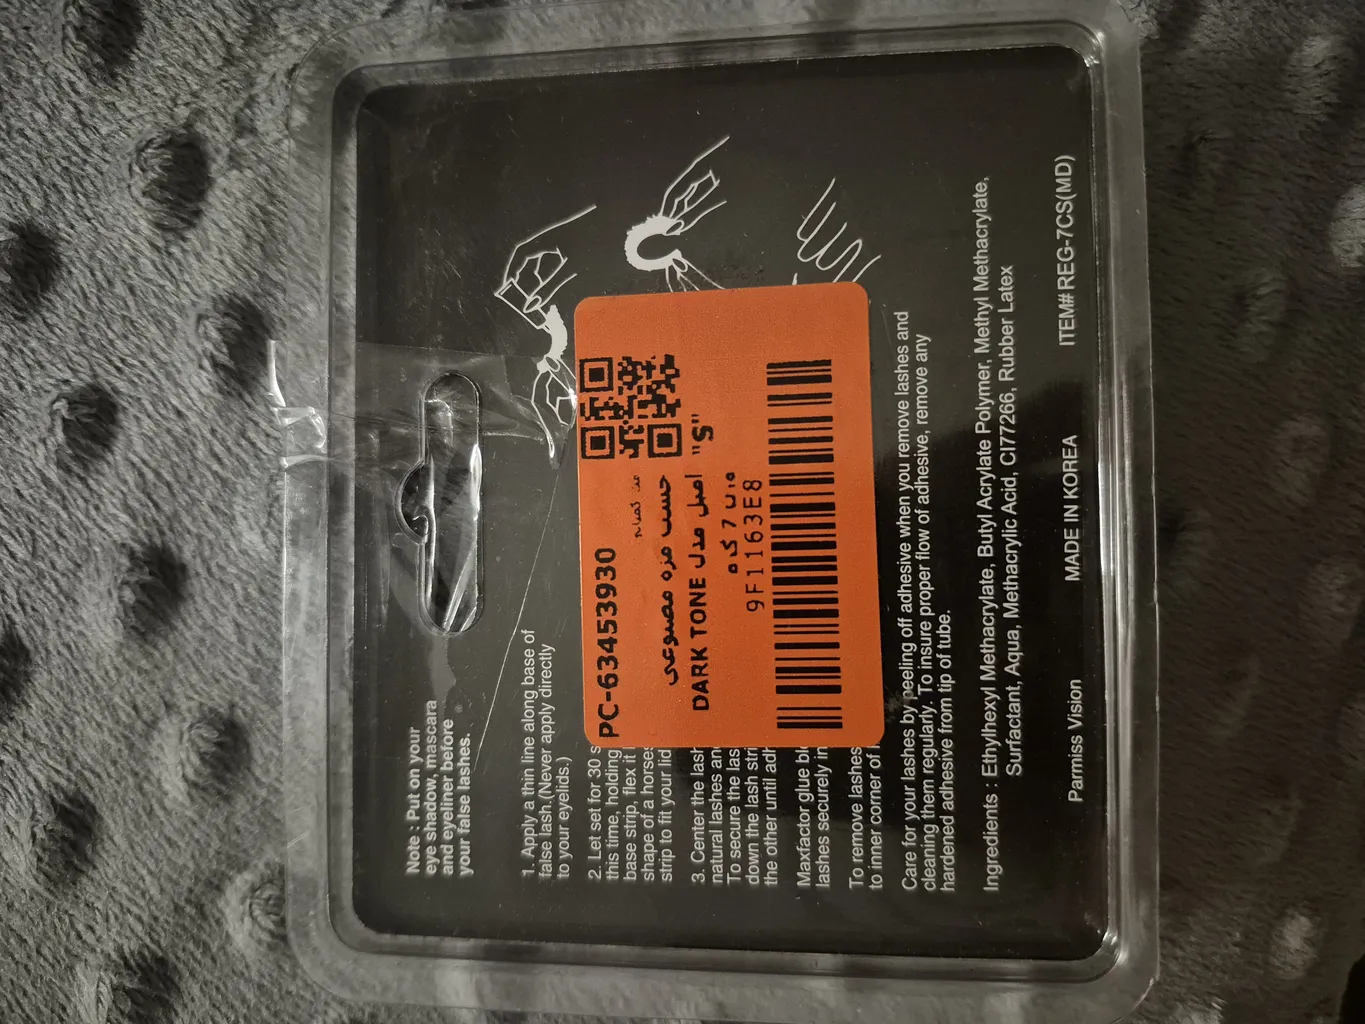 Note : Put on your
eye shadow, mascara
and eyeliner before
your false lashes.
1. Apply a thin line along base of
false lash.(Never apply directly
to your eyelids.)
2. Let set for 30 s
this time, holding
base strip, flex it
shape of a horses
strip to fit your lid
3. Center the lash
natural lashes and
To secure the las
down the lash stri
the other until adh
Maxfactor glue bl
lashes securely in
To remove lashes
to inner corner of
Care for your lashes by peeling off adhesive when you remove lashes and
cleaning them regularly. To insure proper flow of adhesive, remove any
hardened adhesive from tip of tube.
Ingredients : Ethylhexyl Methacrylate, Butyl Acrylate Polymer, Methyl Methacrylate,
Surfactant, Aqua, Methacrylic Acid, CI77266, Rubber Latex
Parmiss Vision MADE IN KOREA ITEM# REG-7CS(MD)
PC-63453930
چسب مژه مصنوعی
امیل مدل DARK TONE "S"
وزن 7 گرم
9F1163E8